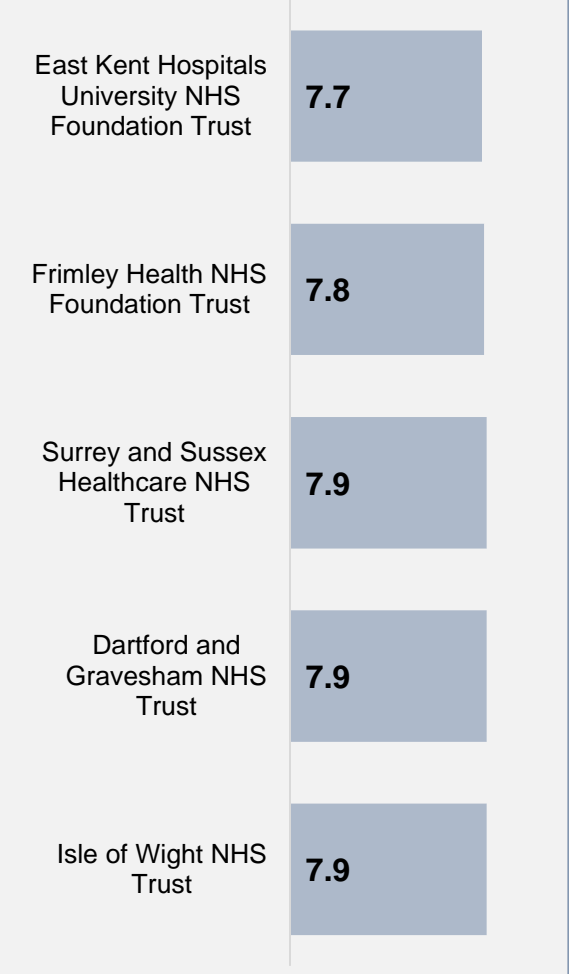 East Kent Hospitals
University NHS
Foundation Trust
7.7
Frimley Health NHS
Foundation Trust
7.8
Surrey and Sussex
Healthcare NHS
Trust
7.9
Dartford and
Gravesham NHS
Trust
7.9
Isle of Wight NHS
Trust
7.9